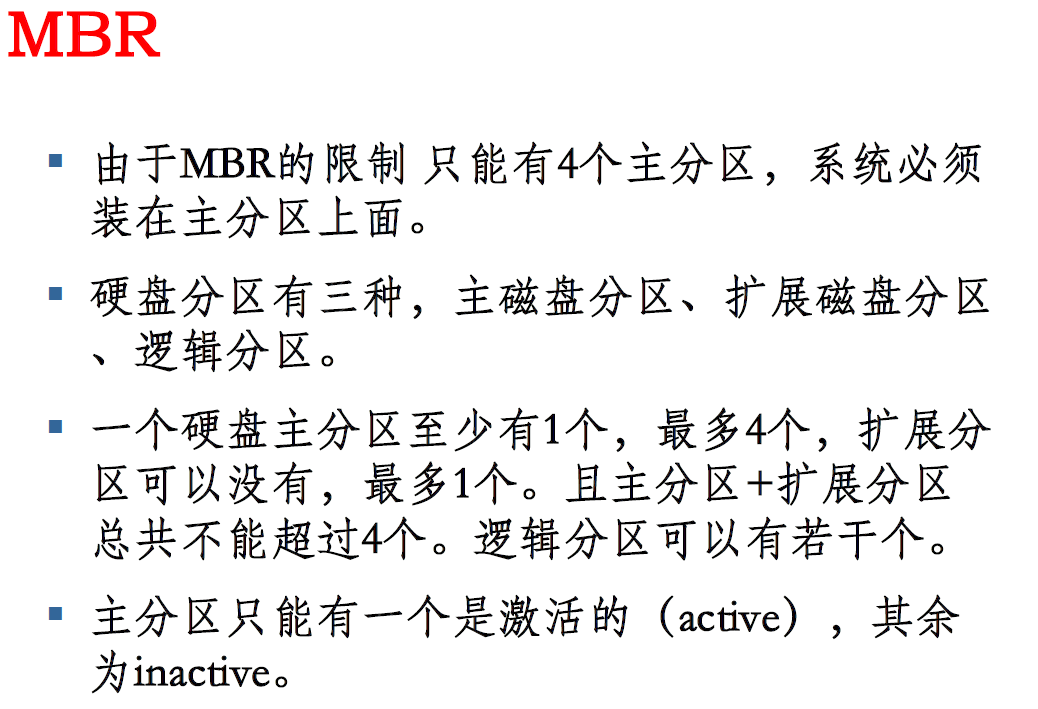 MBR
由于MBR的限制 只能有4个主分区，系统必须
装在主分区上面。
硬盘分区有三种，主磁盘分区、扩展磁盘分区
、逻辑分区。
一个硬盘主分区至少有1个，最多4个，扩展分
区可以没有，最多1个。且主分区+扩展分区
总共不能超过4个。逻辑分区可以有若干个。
主分区只能有一个是激活的（active），其余
为inactive。